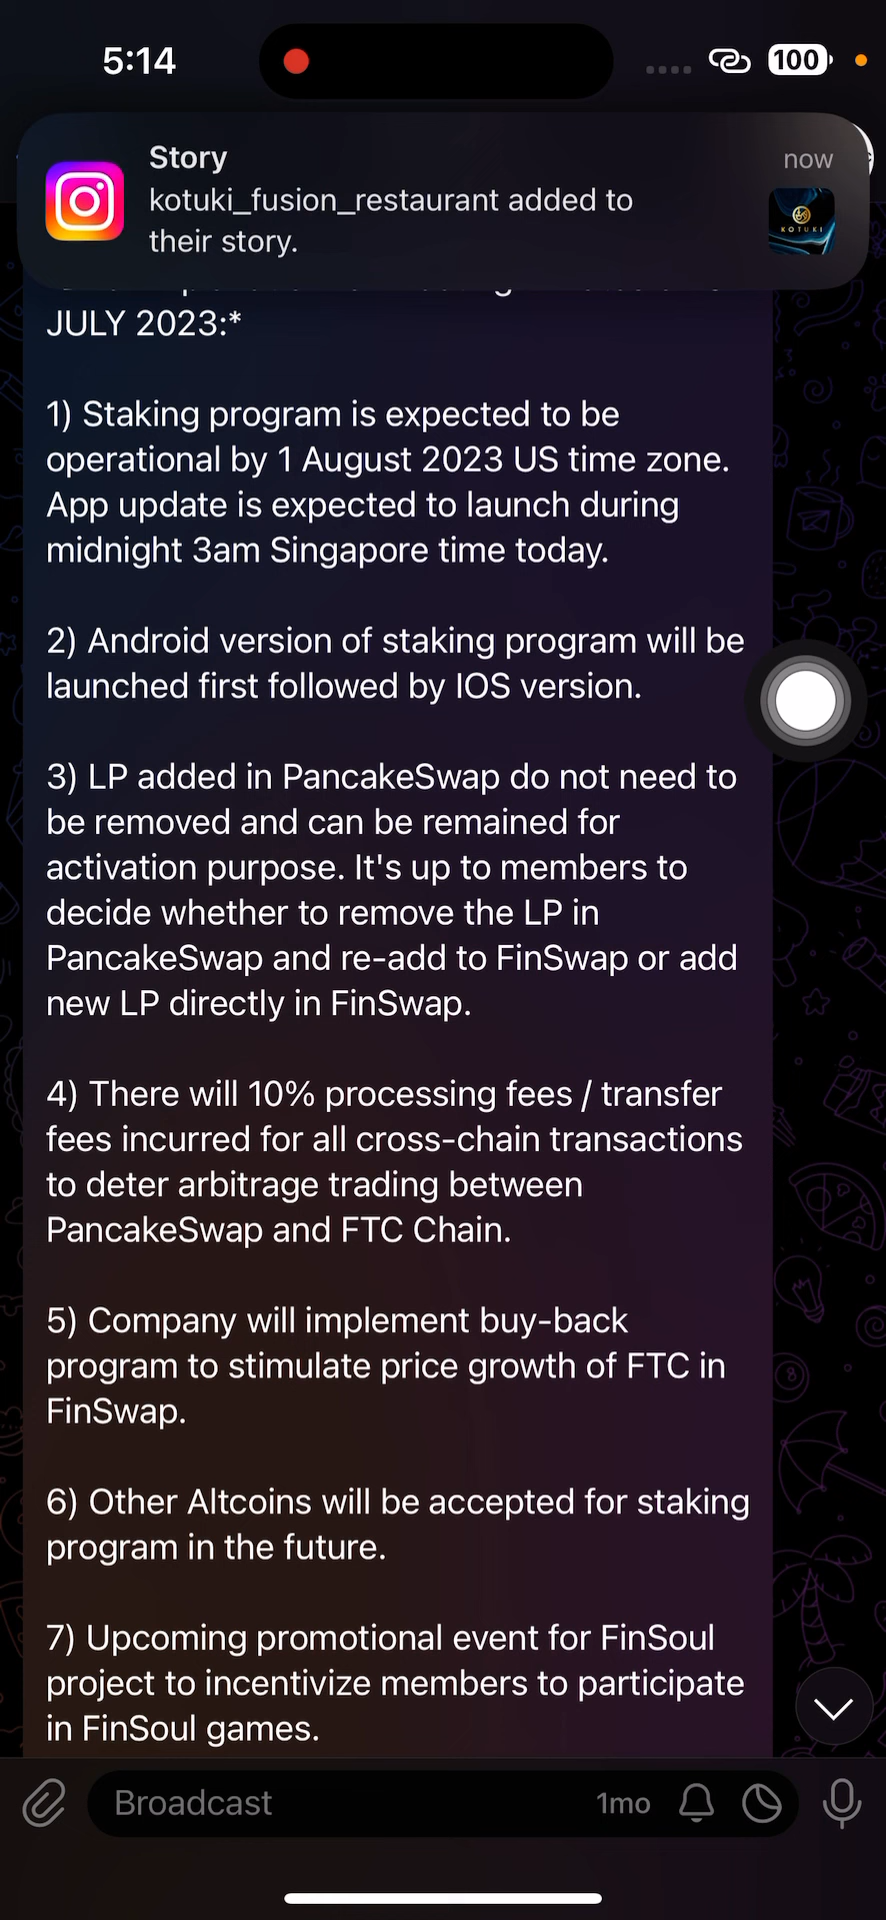 5:14
100
Story
now
kotuki_fusion_restaurant added to
their story.
KOTUKI
JULY 2023:*
1) Staking program is expected to be
operational by 1 August 2023 US time zone.
App update is expected to launch during
midnight 3am Singapore time today.
2) Android version of staking program will be
launched first followed by IOS version.
3) LP added in PancakeSwap do not need to
be removed and can be remained for
activation purpose. It's up to members to
decide whether to remove the LP in
PancakeSwap and re-add to FinSwap or add
new LP directly in FinSwap.
4) There will 10% processing fees / transfer
fees incurred for all cross-chain transactions
to deter arbitrage trading between
PancakeSwap and FTC Chain.
5) Company will implement buy-back
program to stimulate price growth of FTC in
FinSwap.
6) Other Altcoins will be accepted for staking
program in the future.
7) Upcoming promotional event for FinSoul
project to incentivize members to participate
in FinSoul games.
Broadcast
1mo